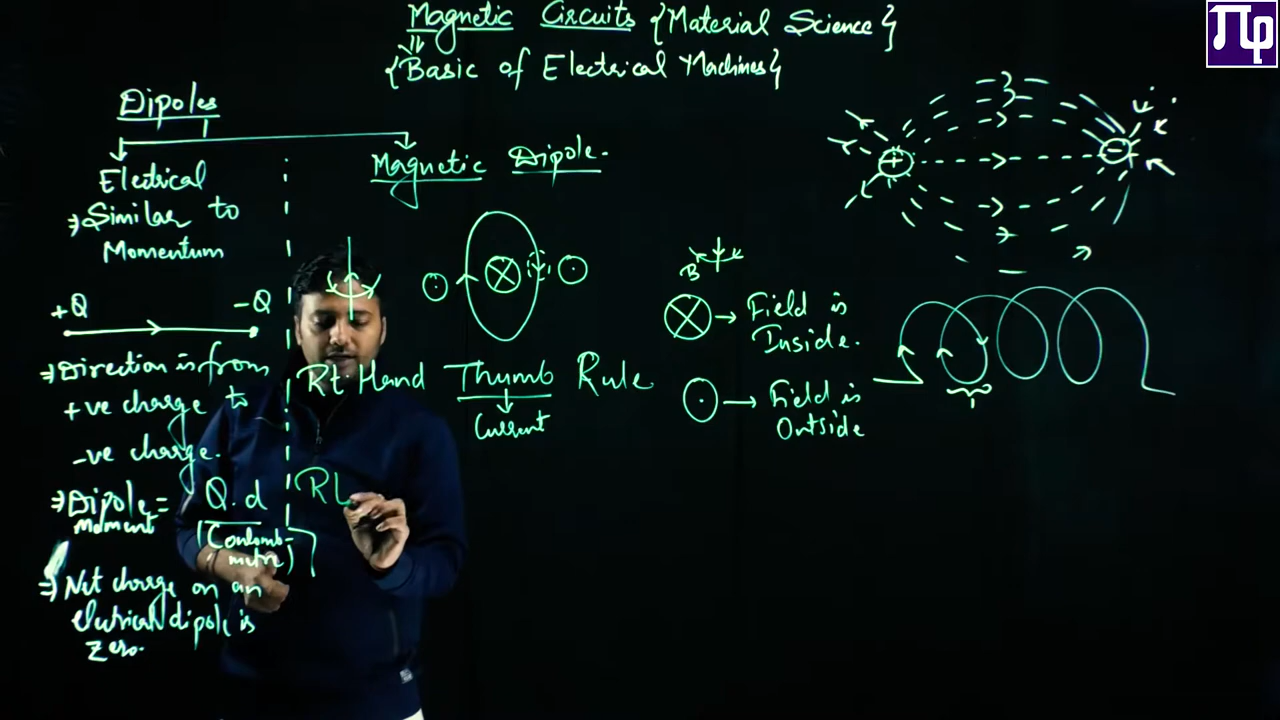 Magnetic Circuits {Material Science}
{Basic of Electrical Machines}
πφ
Dipoles
Electrical
⇒ Similar to
Momentum
+Q -Q
⇒ Direction is from
+ve charge to
-ve charge.
⇒ Dipole = Q.d
Moment
(Coulomb-
metre)
⇒ Net charge on an
electrical dipole is
zero.
Magnetic Dipole.
Rt Hand Thumb Rule
Current
Rt
B
→ Field is
Inside.
→ Field is
Outside
+ -